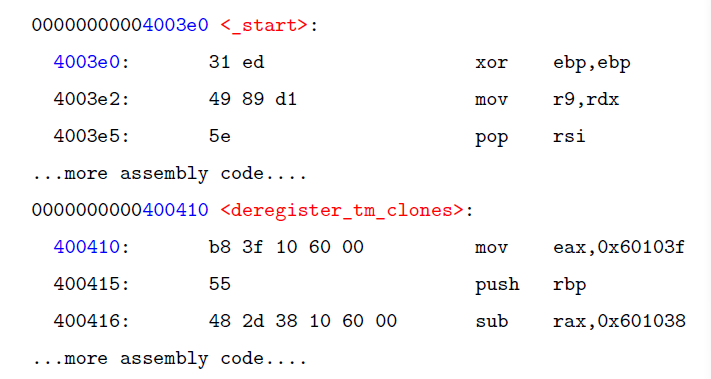 00000000004003e0 <_start>:
4003e0: 31 ed xor ebp,ebp
4003e2: 49 89 d1 mov r9,rdx
4003e5: 5e pop rsi
...more assembly code....
0000000000400410 <deregister_tm_clones>:
400410: b8 3f 10 60 00 mov eax,0x60103f
400415: 55 push rbp
400416: 48 2d 38 10 60 00 sub rax,0x601038
...more assembly code....